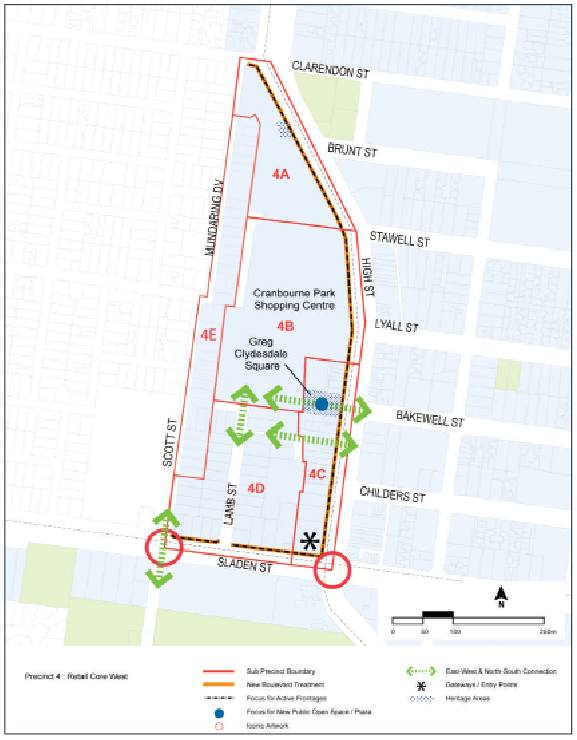 CLARENDON ST
BRUNT ST
4A
MUNDARING DV
STAWELL ST
HIGH ST
Cranbourne Park
Shopping Centre
4B
LYALL ST
4E
Greg
Clydesdale
Square
BAKEWELL ST
SCOTT ST
4C
4D
LAMB ST
CHILDERS ST
SLADEN ST
N
0 50 100 250m
Precinct 4 : Retail Core West
Sub Precinct Boundary
New Boulevard Treatment
Focus for Active Frontages
Focus for New Public Open Space / Plaza
Iconic Artwork
East-West & North-South Connection
Gateways / Entry Points
Heritage Areas